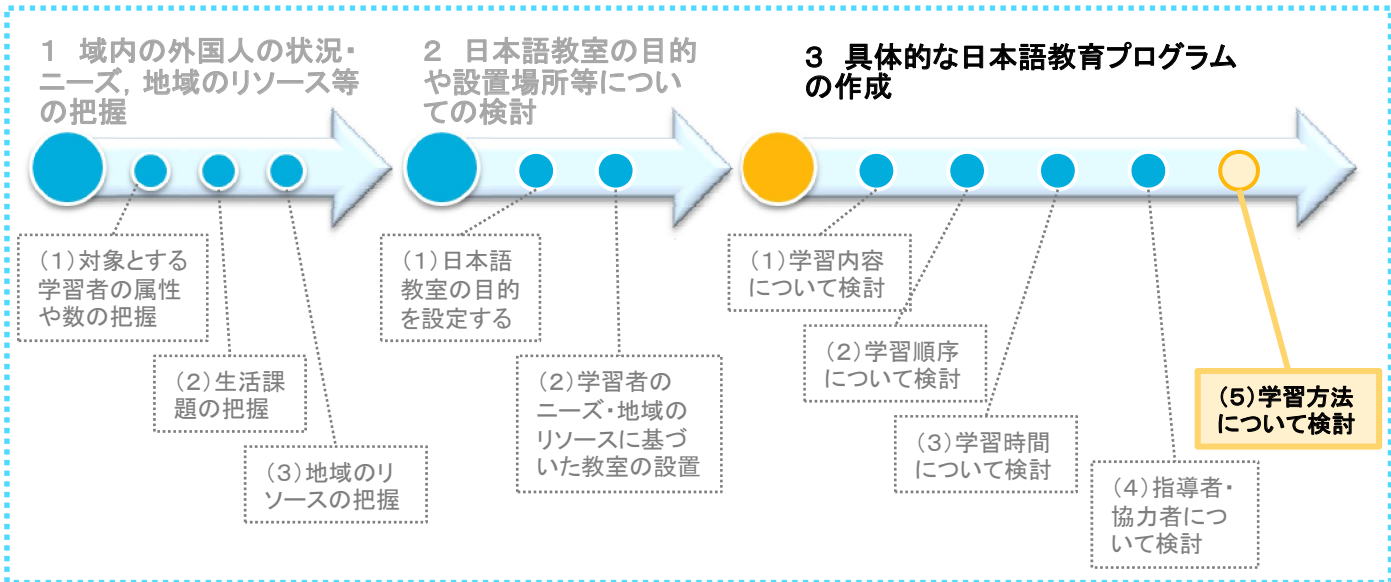 １　域内の外国人の状況・
ニーズ，地域のリソース等
の把握
２　日本語教室の目的
や設置場所等につい
ての検討
３　具体的な日本語教育プログラム
の作成
（１）対象とする
学習者の属性
や数の把握
（２）生活課
題の把握
（３）地域のリ
ソースの把握
（１）日本語
教室の目的
を設定する
（２）学習者の
ニーズ・地域の
リソースに基づ
いた教室の設置
（１）学習内容
について検討
（２）学習順序
について検討
（３）学習時間
について検討
（４）指導者・
協力者につ
いて検討
（５）学習方法
について検討